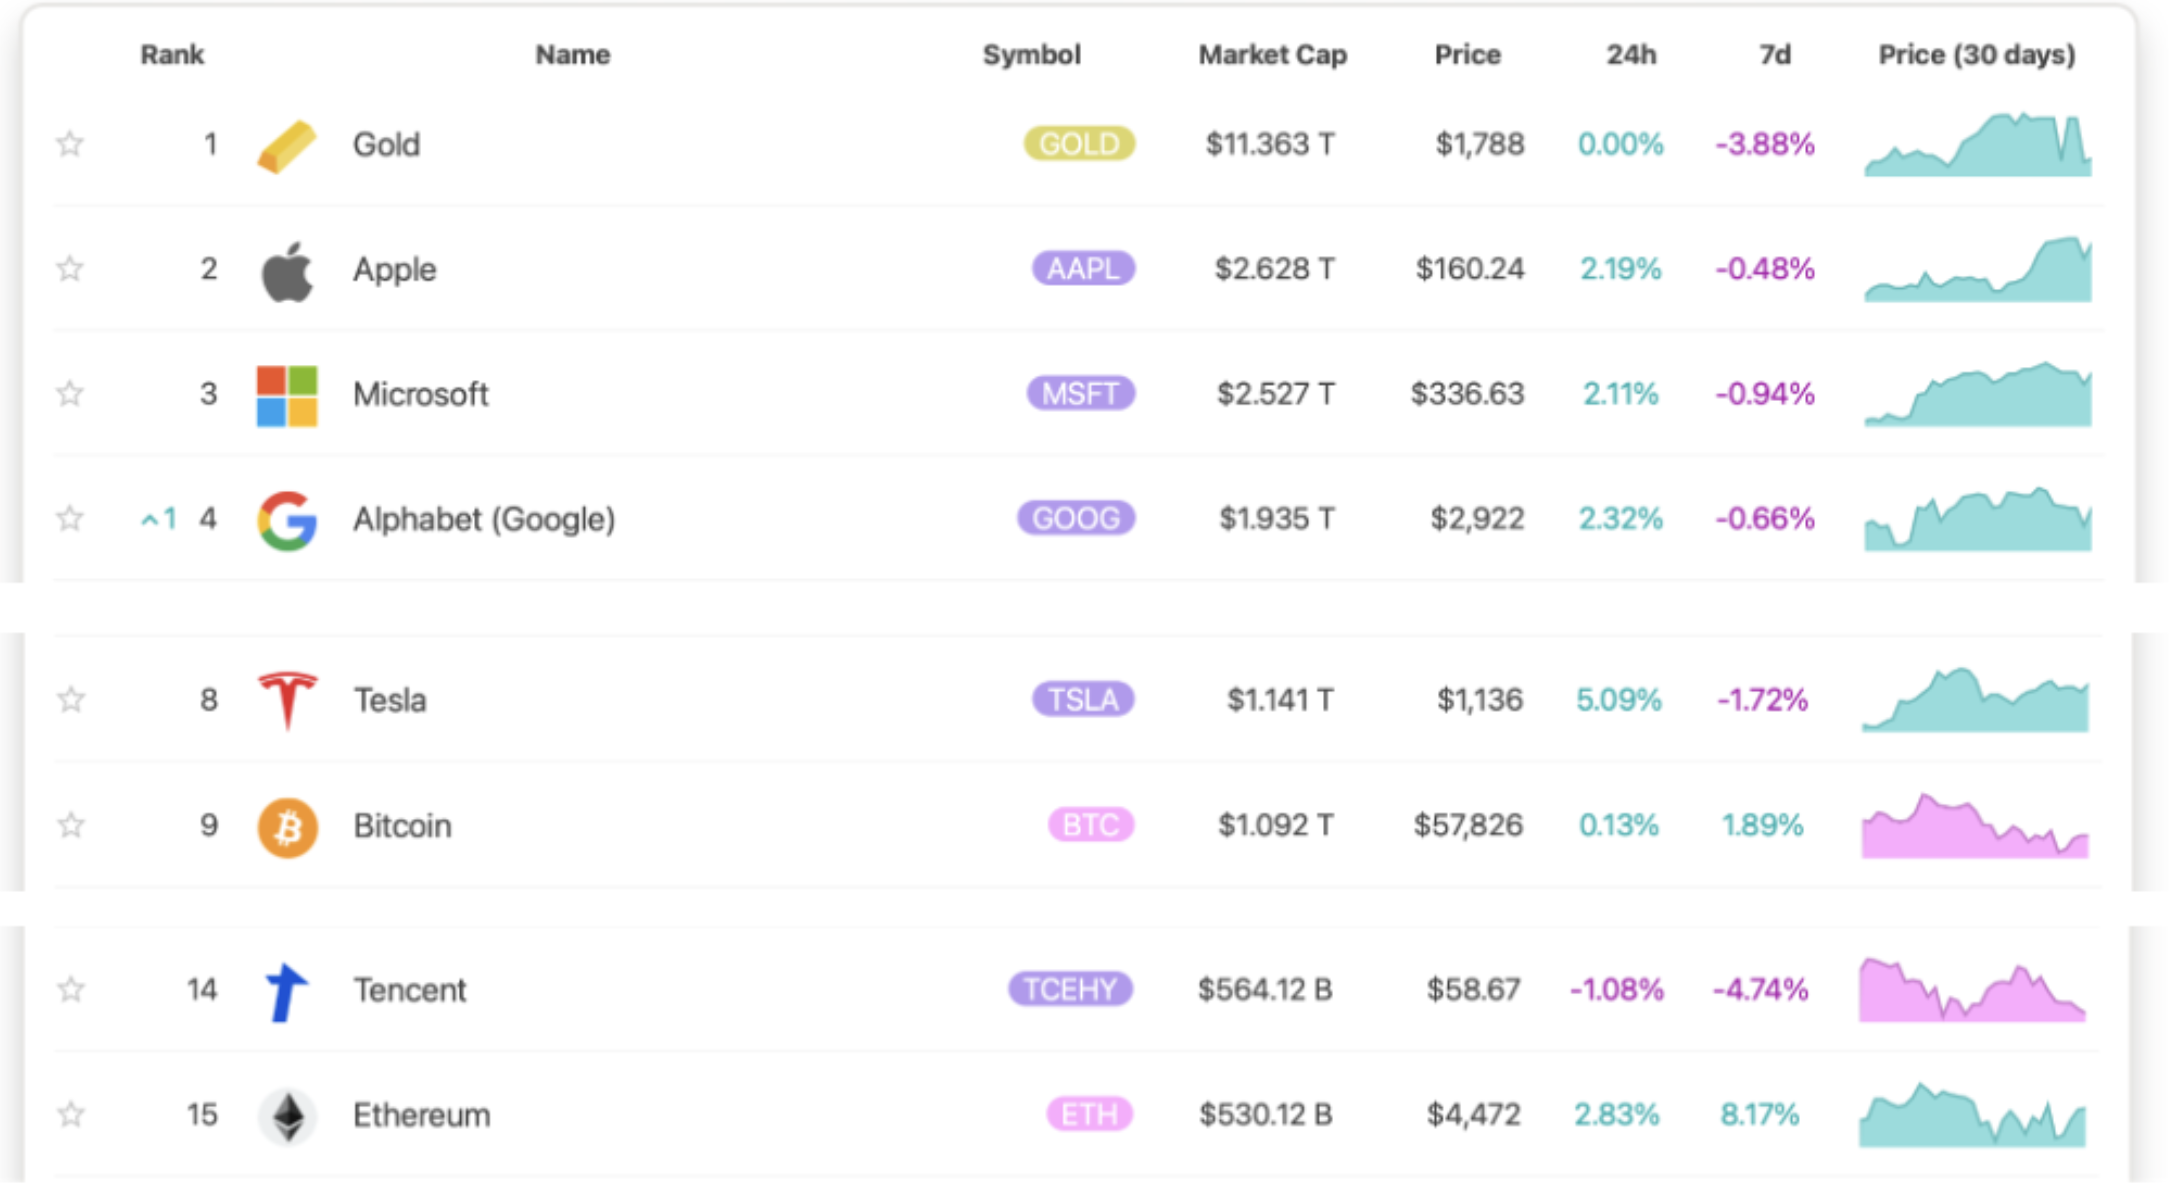 Rank Name Symbol Market Cap Price 24h 7d Price (30 days)
1 Gold GOLD $11.363 T $1,788 0.00% -3.88%
2 Apple AAPL $2.628 T $160.24 2.19% -0.48%
3 Microsoft MSFT $2.527 T $336.63 2.11% -0.94%
1 4 Alphabet (Google) GOOG $1.935 T $2,922 2.32% -0.66%
8 Tesla TSLA $1.141 T $1,136 5.09% -1.72%
9 Bitcoin BTC $1.092 T $57,826 0.13% 1.89%
14 Tencent TCEHY $564.12 B $58.67 -1.08% -4.74%
15 Ethereum ETH $530.12 B $4,472 2.83% 8.17%